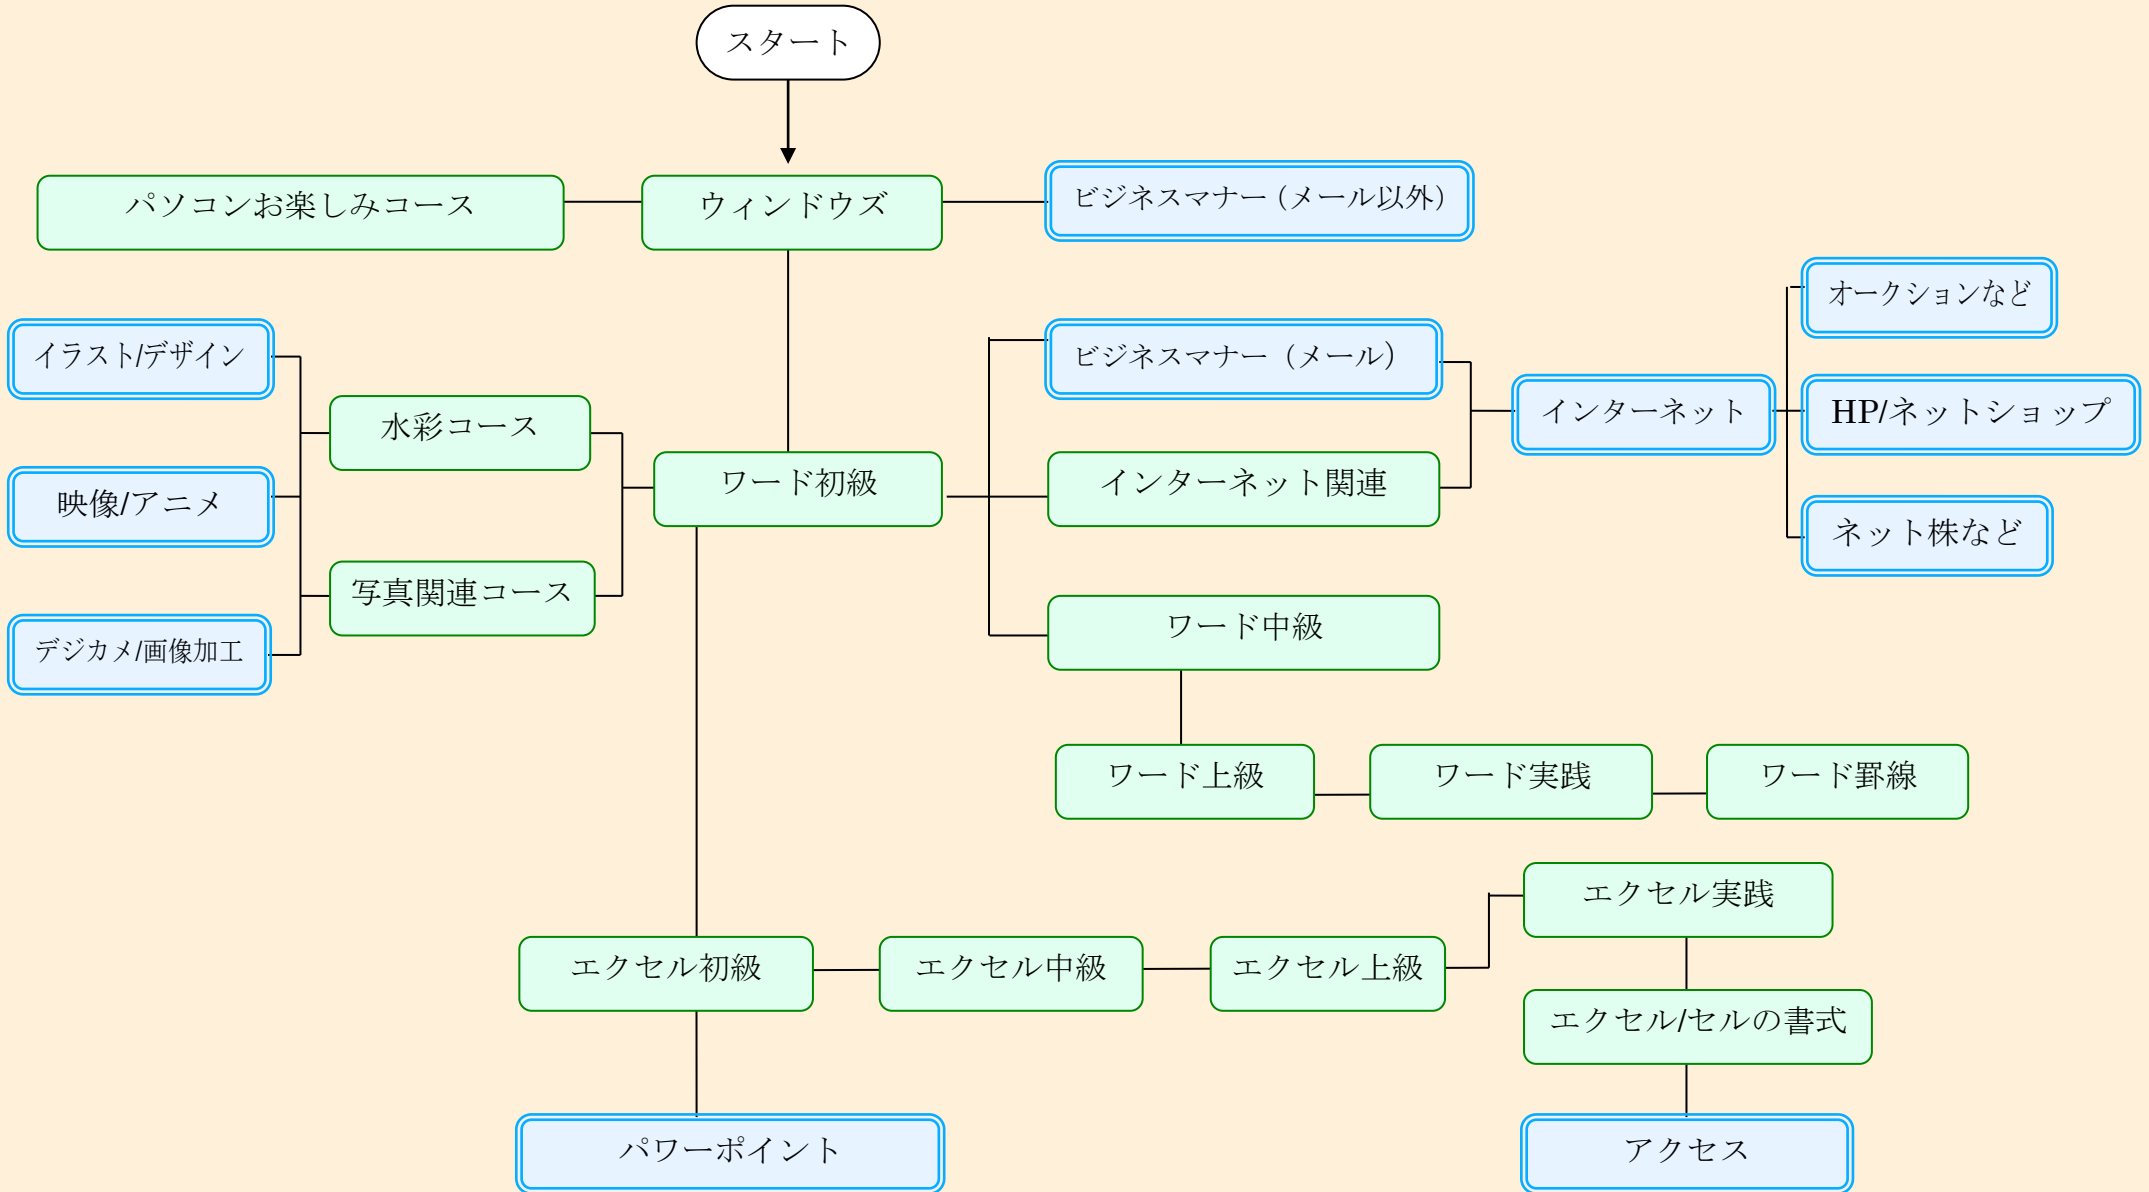 スタート
パソコンお楽しみコース
ウィンドウズ
ビジネスマナー（メール以外）
オークションなど
イラスト/デザイン
ビジネスマナー（メール）
水彩コース
インターネット
HP/ネットショップ
ワード初級
インターネット関連
映像/アニメ
ネット株など
写真関連コース
ワード中級
デジカメ/画像加工
ワード上級
ワード実践
ワード罫線
エクセル実践
エクセル初級
エクセル中級
エクセル上級
エクセル/セルの書式
パワーポイント
アクセス